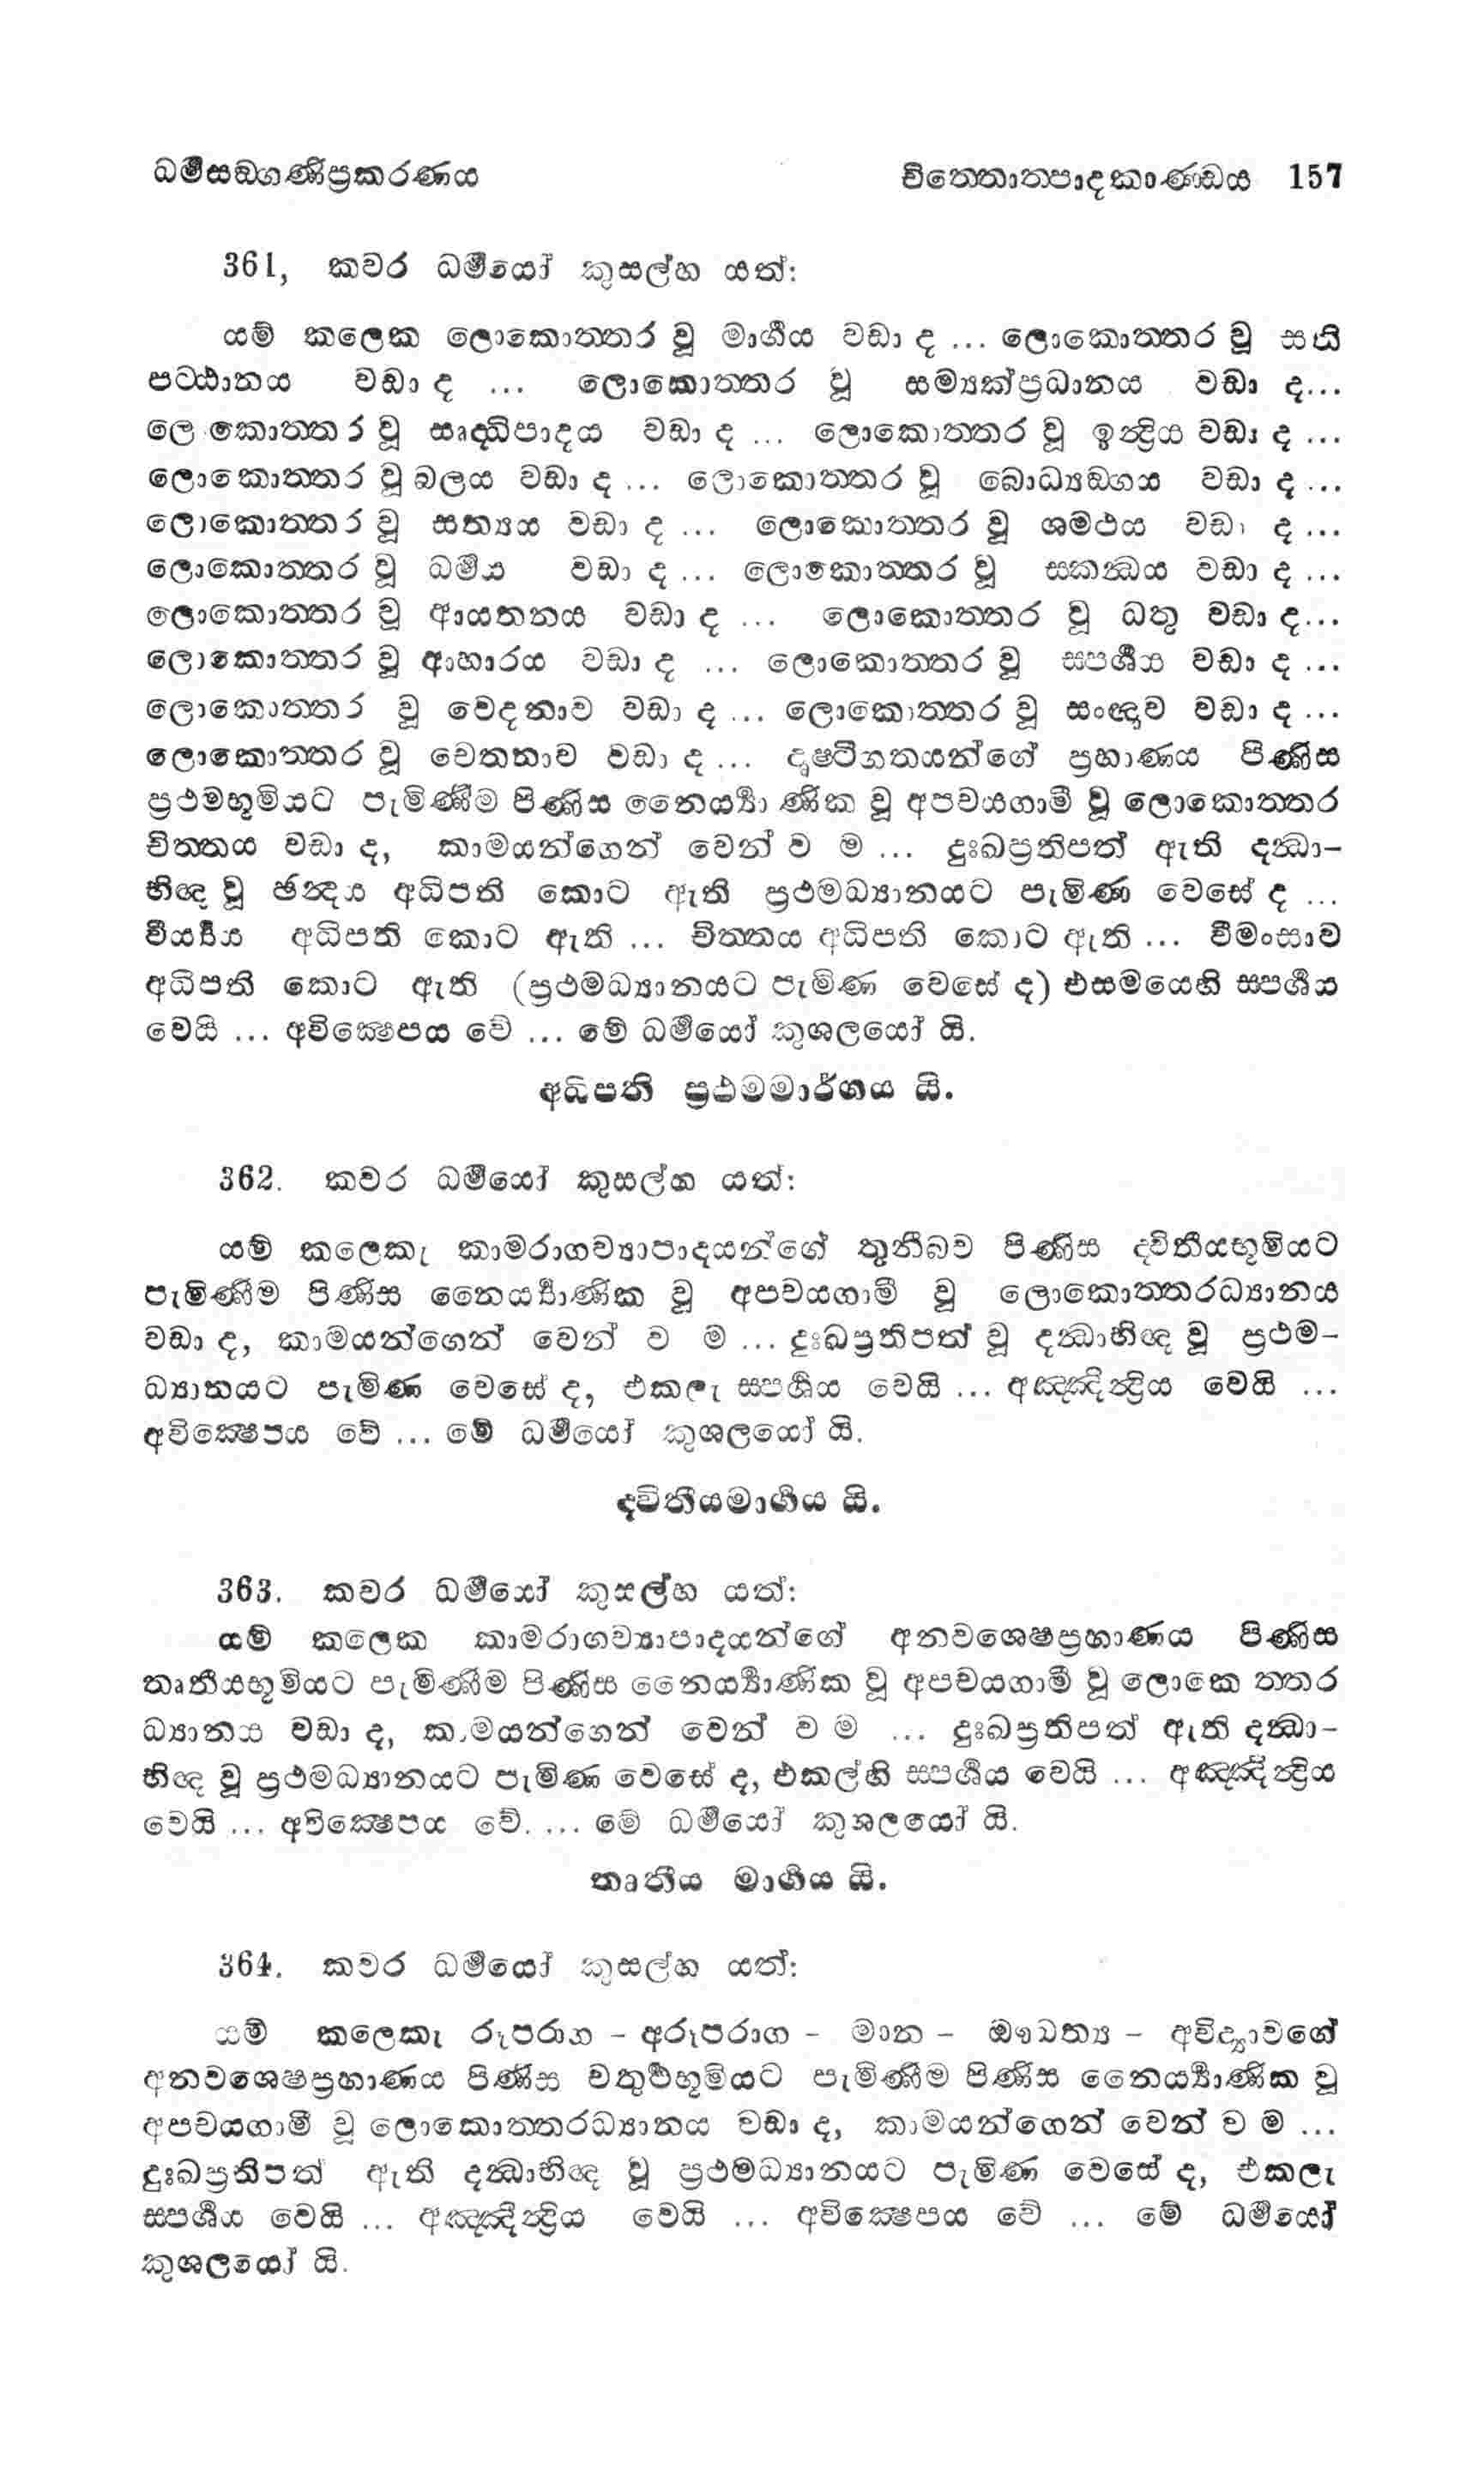 ධර්‍මසඞ්ගණිප්‍රකරණය චිත්තෝත්පාදකාණ්ඩය 157
361, කවර ධර්‍මයෝ කුසල්හ යත්:
යම් කලෙක ලොකොත්තර වූ මාර්‍ගය වඩා ද ... ලොකොත්තර වූ සති
පට්ඨානය වඩා ද ... ලොකොත්තර වූ සම්‍යක්ප්‍රධානය වඩා ද...
ලෙ කොත්තර වූ සෘද්ධිපාදය වඩා ද ... ලොකොත්තර වූ ඉන්ද්‍රිය වඩා ද ...
ලොකොත්තර වූ බලය වඩා ද ... ලොකොත්තර වූ බොධ්‍යඞ්ගය වඩා ද ...
ලොකොත්තර වූ සත්‍යය වඩා ද ... ලොකොත්තර වූ ශමථය වඩා ද ...
ලොකොත්තර වූ ධර්‍මය වඩා ද ... ලොකොත්තර වූ ස්කන්ධය වඩා ද ...
ලොකොත්තර වූ ආයතනය වඩා ද ... ලොකොත්තර වූ ධතු වඩා ද...
ලොකොත්තර වූ ආහාරය වඩා ද ... ලොකොත්තර වූ ස්පර්‍ශය වඩා ද ...
ලොකොත්තර වූ වෙදනාව වඩා ද ... ලොකොත්තර වූ සංඥාව වඩා ද ...
ලොකොත්තර වූ චෙතනාව වඩා ද ... දෘෂ්ටිගතයන්ගේ ප්‍රහාණය පිණිස
ප්‍රථමභූමියට පැමිණීම පිණිස නෛර්‍ය්‍යාණික වූ අපචයගාමී වූ ලොකොත්තර
චිත්තය වඩා ද, කාමයන්ගෙන් වෙන් ව ම ... දුඃඛප්‍රතිපත් ඇති දන්ධා-
භිඥ වූ ඡන්දය අධිපති කොට ඇති ප්‍රථමධ්‍යානයට පැමිණ වෙසේ ද ...
වීර්‍ය්‍යය අධිපති කොට ඇති ... චිත්තය අධිපති කොට ඇති ... වීමංසාව
අධිපති කොට ඇති (ප්‍රථමධ්‍යානයට පැමිණ වෙසේ ද) එසමයෙහි ස්පර්‍ශය
වෙයි ... අවික්‍ෂෙපය වේ ... මේ ධර්‍මයෝ කුශලයෝ යි.
අධිපති ප්‍රථමමාර්ගය යි.
362. කවර ධර්‍මයෝ කුසල්හ යත්:
යම් කලෙකැ කාමරාගව්‍යාපාදයන්ගේ තුනීබව පිණිස ද්විතීයභූමියට
පැමිණීම පිණිස නෛර්‍ය්‍යාණික වූ අපචයගාමී වූ ලොකොත්තරධ්‍යානය
වඩා ද, කාමයන්ගෙන් වෙන් ව ම ... දුඃඛප්‍රතිපත් වූ දන්ධාභිඥ වූ ප්‍රථම-
ධ්‍යානයට පැමිණ වෙසේ ද, එකලැ ස්පර්‍ශය වෙයි ... අඤ්ඤින්ද්‍රිය වෙයි ...
අවික්‍ෂෙපය වේ ... මේ ධර්‍මයෝ කුශලයෝ යි.
ද්විතීයමාර්‍ගය යි.
363. කවර ධර්‍මයෝ කුසල්හ යත්:
යම් කලෙක කාමරාගව්‍යාපාදයන්ගේ අනවශෙෂප්‍රහාණය පිණිස
තෘතීයභූමියට පැමිණීම පිණිස නෛර්‍ය්‍යාණික වූ අපචයගාමී වූ ලොකෙ ත්තර
ධ්‍යානය වඩා ද, කාමයන්ගෙන් වෙන් ව ම ... දුඃඛප්‍රතිපත් ඇති දන්ධා-
භිඥ වූ ප්‍රථමධ්‍යානයට පැමිණ වෙසේ ද, එකල්හි ස්පර්‍ශය වෙයි ... අඤ්ඤින්ද්‍රිය
වෙයි ... අවික්‍ෂෙපය වේ. ... මේ ධර්‍මයෝ කුශලයෝ යි.
තෘතීය මාර්‍ගය යි.
364. කවර ධර්‍මයෝ කුසල්හ යත්:
යම් කලෙකැ රූපරාග - අරූපරාග - මාන - ඖද්ධත්‍ය - අවිද්‍යාවගේ
අනවශෙෂප්‍රහාණය පිණිස චතුර්‍ථභූමියට පැමිණීම පිණිස නෛර්‍ය්‍යාණික වූ
අපචයගාමී වූ ලොකොත්තරධ්‍යානය වඩා ද, කාමයන්ගෙන් වෙන් ව ම ...
දුඃඛප්‍රතිපත් ඇති දන්ධාභිඥ වූ ප්‍රථමධ්‍යානයට පැමිණ වෙසේ ද, එකලැ
ස්පර්‍ශය වෙයි ... අඤ්ඤින්ද්‍රිය වෙයි ... අවික්‍ෂෙපය වේ ... මේ ධර්‍මයෝ
කුශලයෝ යි.